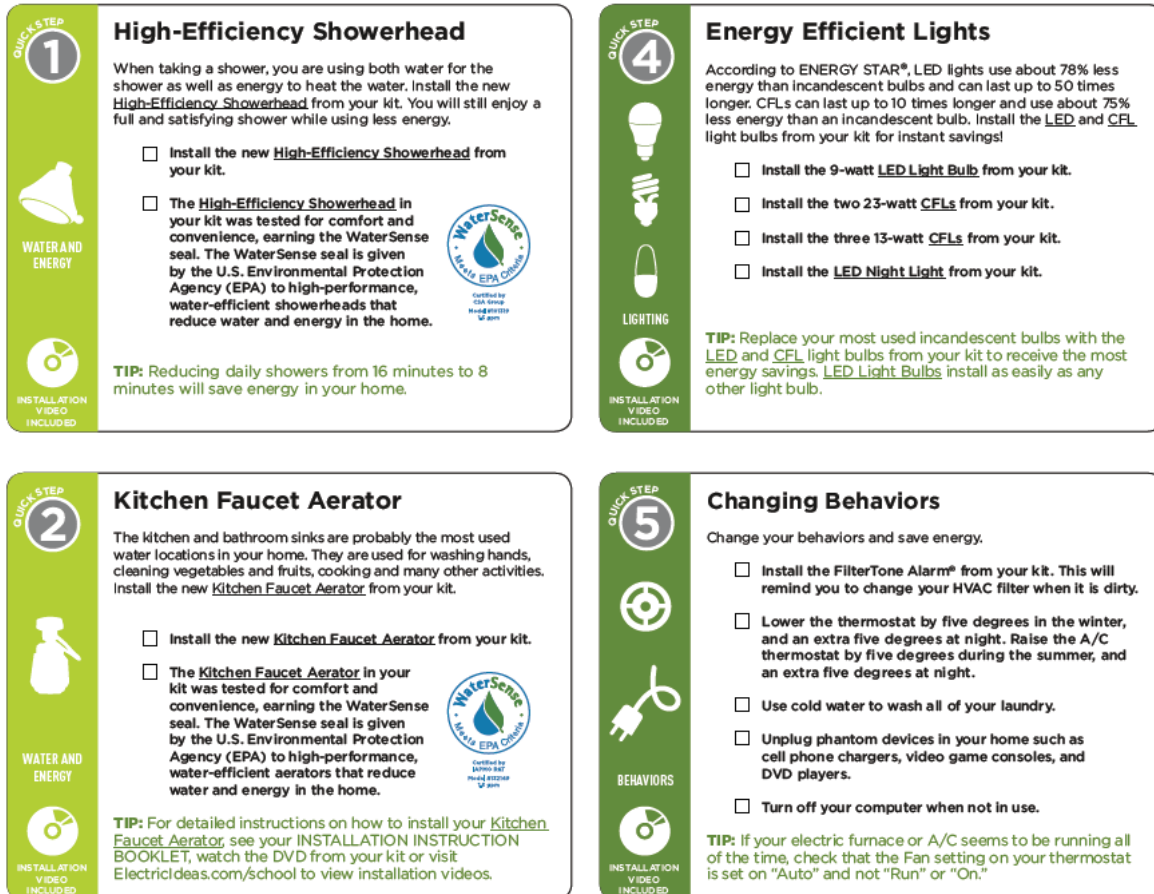 QUICK STEP
1
High-Efficiency Showerhead
When taking a shower, you are using both water for the
shower as well as energy to heat the water. Install the new
High-Efficiency Showerhead from your kit. You will still enjoy a
full and satisfying shower while using less energy.
Install the new High-Efficiency Showerhead from
your kit.
The High-Efficiency Showerhead in
your kit was tested for comfort and
convenience, earning the WaterSense
seal. The WaterSense seal is given
by the U.S. Environmental Protection
Agency (EPA) to high-performance,
water-efficient showerheads that
reduce water and energy in the home.
WaterSense
Meets EPA Criteria
Certified by
CSA Group
WATER AND
ENERGY
TIP: Reducing daily showers from 16 minutes to 8
minutes will save energy in your home.
INSTALLATION
VIDEO
INCLUDED
QUICK STEP
2
Kitchen Faucet Aerator
The kitchen and bathroom sinks are probably the most used
water locations in your home. They are used for washing hands,
cleaning vegetables and fruits, cooking and many other activities.
Install the new Kitchen Faucet Aerator from your kit.
Install the new Kitchen Faucet Aerator from your kit.
The Kitchen Faucet Aerator in your
kit was tested for comfort and
convenience, earning the WaterSense
seal. The WaterSense seal is given
by the U.S. Environmental Protection
Agency (EPA) to high-performance,
water-efficient aerators that reduce
water and energy in the home.
WaterSense
Meets EPA Criteria
Certified by
WATER AND
ENERGY
TIP: For detailed instructions on how to install your Kitchen
Faucet Aerator, see your INSTALLATION INSTRUCTION
BOOKLET, watch the DVD from your kit or visit
ElectricIdeas.com/school to view installation videos.
INSTALLATION
VIDEO
INCLUDED
QUICK STEP
4
Energy Efficient Lights
According to ENERGY STAR®, LED lights use about 78% less
energy than incandescent bulbs and can last up to 50 times
longer. CFLs can last up to 10 times longer and use about 75%
less energy than an incandescent bulb. Install the LED and CFL
light bulbs from your kit for instant savings!
Install the 9-watt LED Light Bulb from your kit.
Install the two 23-watt CFLs from your kit.
Install the three 13-watt CFLs from your kit.
Install the LED Night Light from your kit.
LIGHTING
TIP: Replace your most used incandescent bulbs with the
LED and CFL light bulbs from your kit to receive the most
energy savings. LED Light Bulbs install as easily as any
other light bulb.
INSTALLATION
VIDEO
INCLUDED
QUICK STEP
5
Changing Behaviors
Change your behaviors and save energy.
Install the FilterTone Alarm® from your kit. This will
remind you to change your HVAC filter when it is dirty.
Lower the thermostat by five degrees in the winter,
and an extra five degrees at night. Raise the A/C
thermostat by five degrees during the summer, and
an extra five degrees at night.
Use cold water to wash all of your laundry.
Unplug phantom devices in your home such as
cell phone chargers, video game consoles, and
DVD players.
Turn off your computer when not in use.
BEHAVIORS
TIP: If your electric furnace or A/C seems to be running all
of the time, check that the Fan setting on your thermostat
is set on “Auto” and not “Run” or “On.”
INSTALLATION
VIDEO
INCLUDED